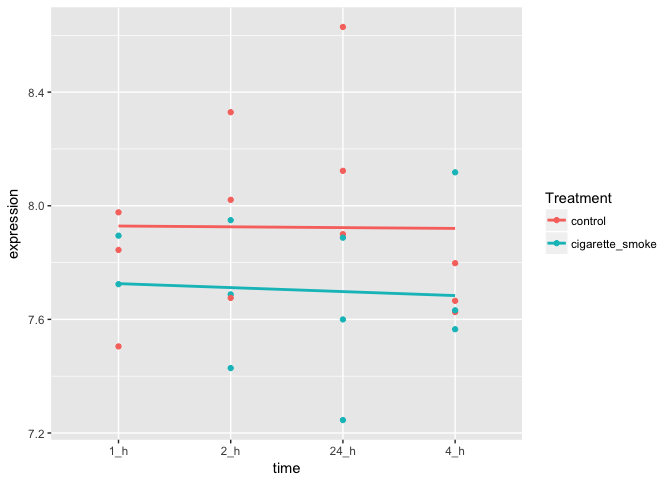 8.4
8.0
7.6
7.2
expression
1_h
2_h
24_h
4_h
time
Treatment
control
cigarette_smoke